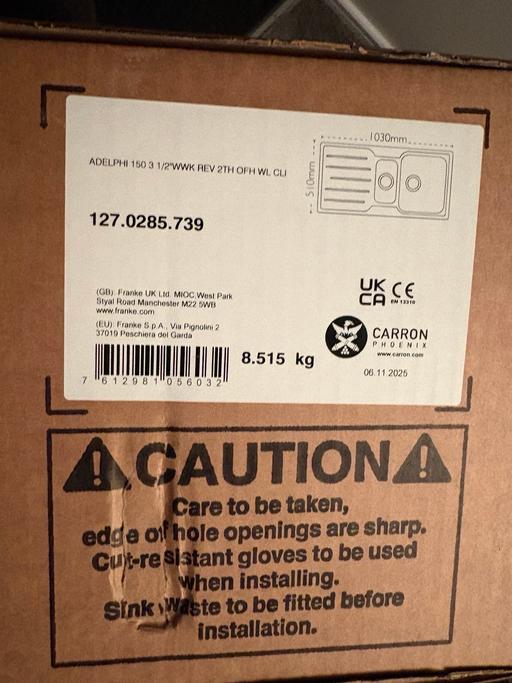 1030mm
510mm
ADELPHI 150 3 1/2"WWK REV 2TH OFH WL CLI
127.0285.739
(GB): Franke UK Ltd. MIOC,West Park
Styal Road Manchester M22 5WB
www.franke.com
(EU): Franke S.p.A., Via Pignolini 2
37019 Peschiera del Garda
UK
CA
CE
EN 13310
CARRON
PHOENIX
www.carron.com
06.11.2025
8.515 kg
7 612981 056032
CAUTION
Care to be taken,
edge of hole openings are sharp.
Cut-resistant gloves to be used
when installing.
Sink Waste to be fitted before
installation.